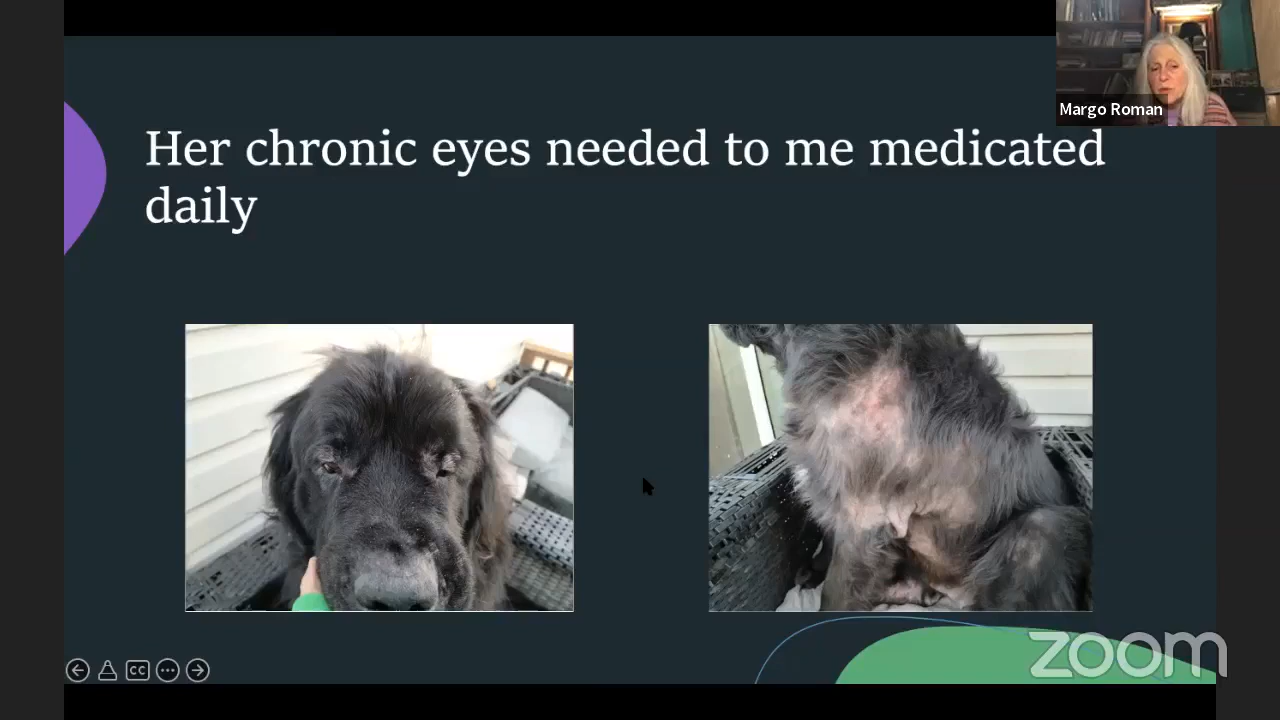 Margo Roman
Her chronic eyes needed to me medicated
daily
CC
zoom